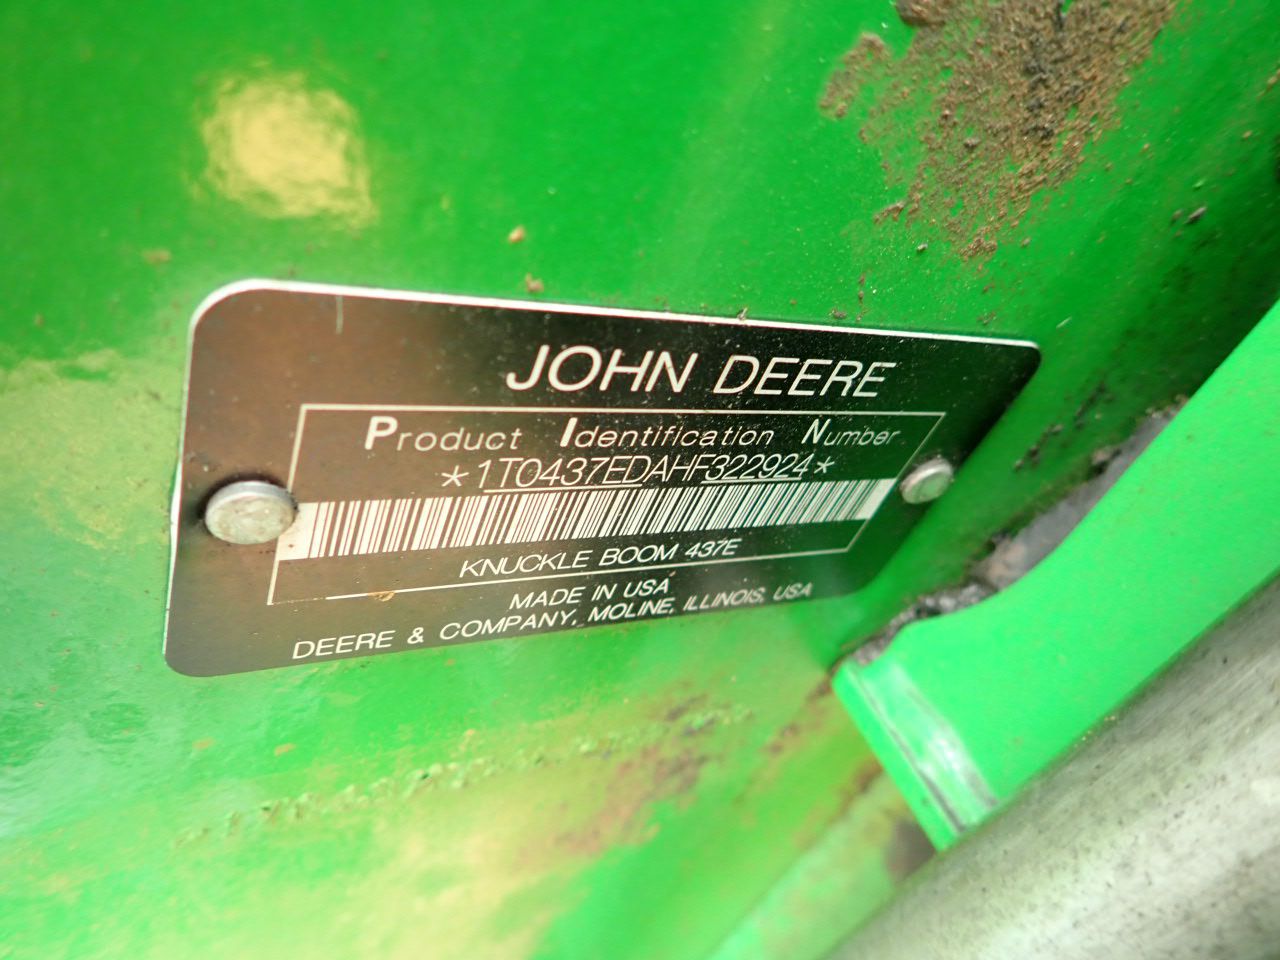 JOHN DEERE
Product Identification Number
*1T0437EDAHF322924*
KNUCKLE BOOM 437E
MADE IN USA
DEERE & COMPANY, MOLINE, ILLINOIS, USA